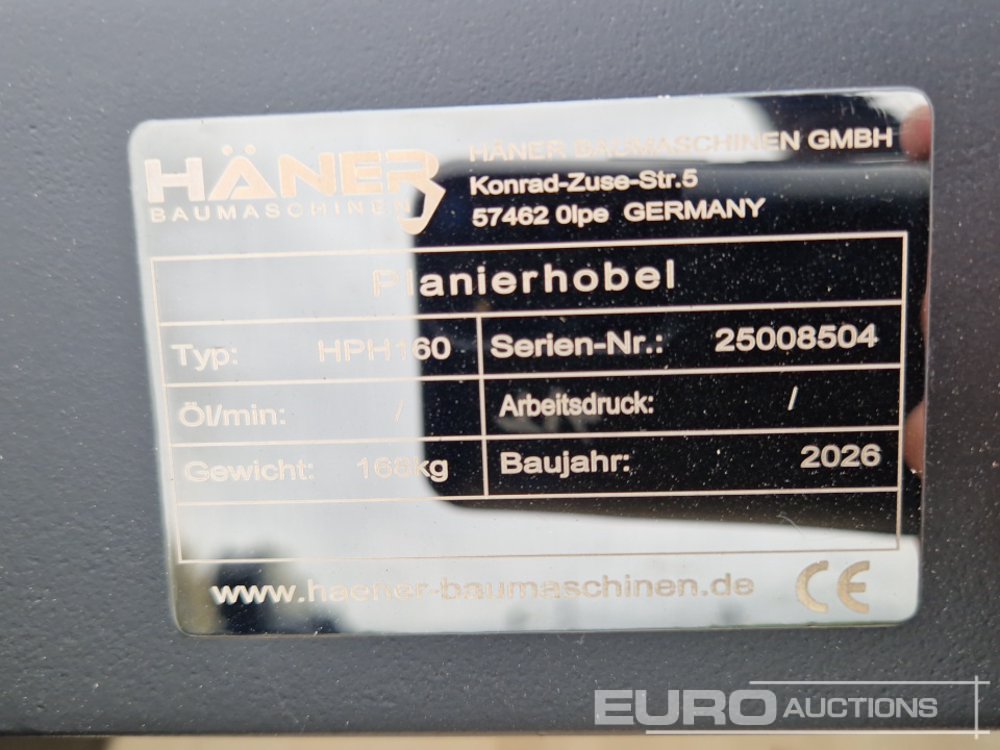 HÄNER
BAUMASCHINEN
HÄNER BAUMASCHINEN GMBH
Konrad-Zuse-Str.5
57462 Olpe GERMANY
Planierhobel
Typ: HPH160
Serien-Nr.: 25008504
Öl/min: /
Arbeitsdruck: /
Gewicht: 168kg
Baujahr: 2026
www.haener-baumaschinen.de
CE
EURO AUCTIONS